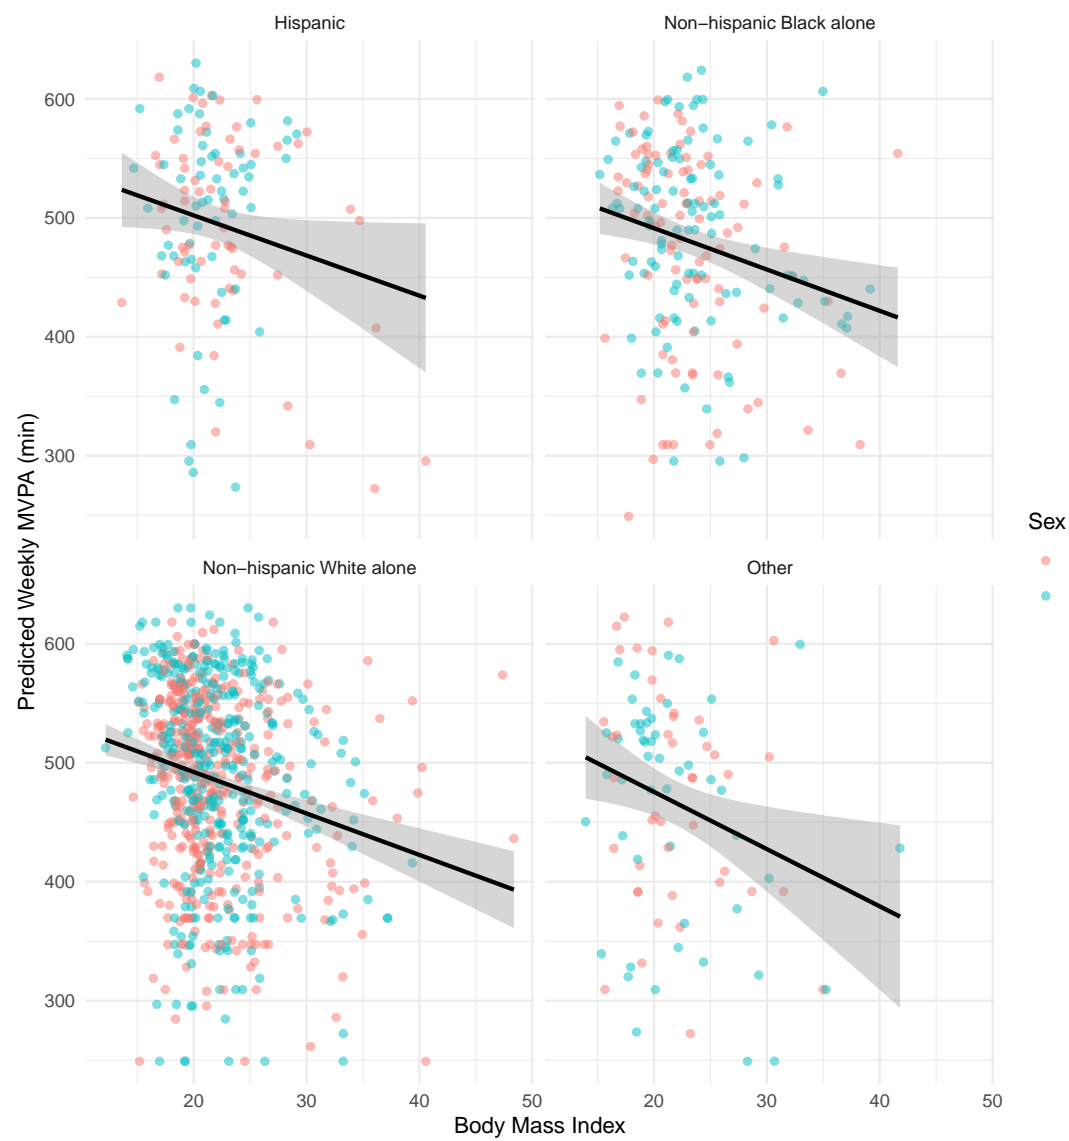 Hispanic
Non−hispanic Black alone
600
500
400
300
Non−hispanic White alone
Other
600
500
400
300
Predicted Weekly MVPA (min)
20 30 40 50
20 30 40 50
Body Mass Index
Sex